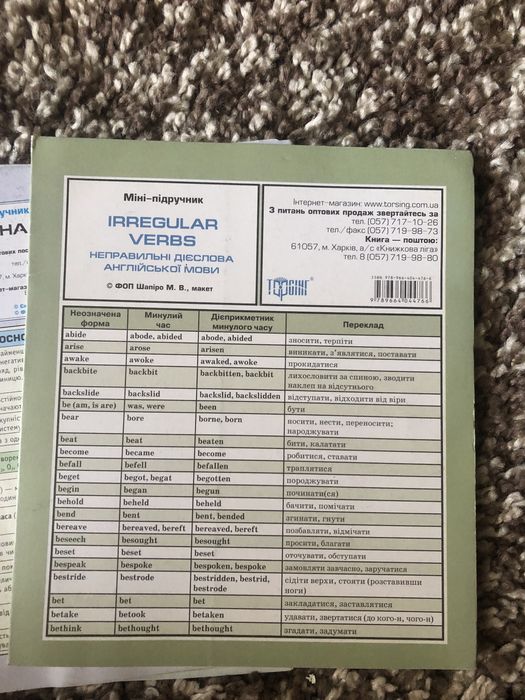 Міні-підручник
IRREGULAR
VERBS
НЕПРАВИЛЬНІ ДІЄСЛОВА
АНГЛІЙСЬКОЇ МОВИ
© ФОП Шапіро М. В., макет
Інтернет-магазин: www.torsing.com.ua
З питань оптових продаж звертайтесь за
тел. (057) 717-10-26
тел./факс (057) 719-98-73
Книга — поштою:
61057, м. Харків, а/с «Книжкова ліга»
тел. 8 (057) 719-98-80
ТОРСІНГ
ISBN 978-966-404-476-6
9789664044766
Неозначена форма Минулий час Дієприкметник минулого часу Переклад
abide abode, abided abode, abided зносити, терпіти
arise arose arisen виникати, з'являтися, поставати
awake awoke awaked, awoke прокидатися
backbite backbit backbitten, backbit лихословити за спиною, зводити
наклеп на відсутнього
backslide backslid backslid, backslidden відступати, відходити від віри
be (am, is are) was, were been бути
bear bore borne, born носити, нести, переносити;
народжувати
beat beat beaten бити, калатати
become became become робитися, ставати
befall befell befallen траплятися
beget begot, begat begotten породжувати
begin began begun починати(ся)
behold beheld beheld бачити, помічати
bend bent bent, bended згинати, гнути
bereave bereaved, bereft bereaved, bereft позбавляти, відмічати
beseech besought besought просити, благати
beset beset beset оточувати, обступати
bespeak bespoke bespoken, bespoke замовляти завчасно, заручатися
bestride bestrode bestridden, bestrid, сідіти верхи, стояти (розставивши
bestrode ноги)
bet bet bet закладатися, заставлятися
betake betook betaken удавати, звертатися (до кого-н, чого-н)
bethink bethought bethought згадати, задумати